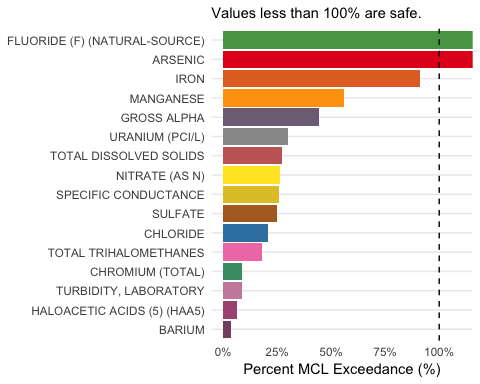 Values less than 100% are safe.
FLUORIDE (F) (NATURAL-SOURCE)
ARSENIC
IRON
MANGANESE
GROSS ALPHA
URANIUM (PCI/L)
TOTAL DISSOLVED SOLIDS
NITRATE (AS N)
SPECIFIC CONDUCTANCE
SULFATE
CHLORIDE
TOTAL TRIHALOMETHANES
CHROMIUM (TOTAL)
TURBIDITY, LABORATORY
HALOACETIC ACIDS (5) (HAA5)
BARIUM
0% 25% 50% 75% 100%
Percent MCL Exceedance (%)